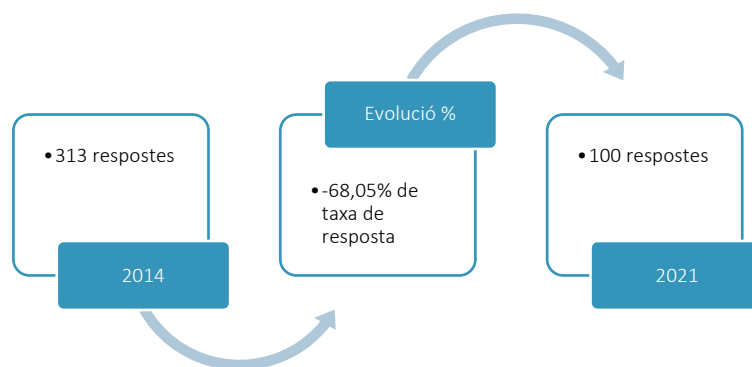 •313 respostes
2014
Evolució %
•-68,05% de
taxa de
resposta
•100 respostes
2021